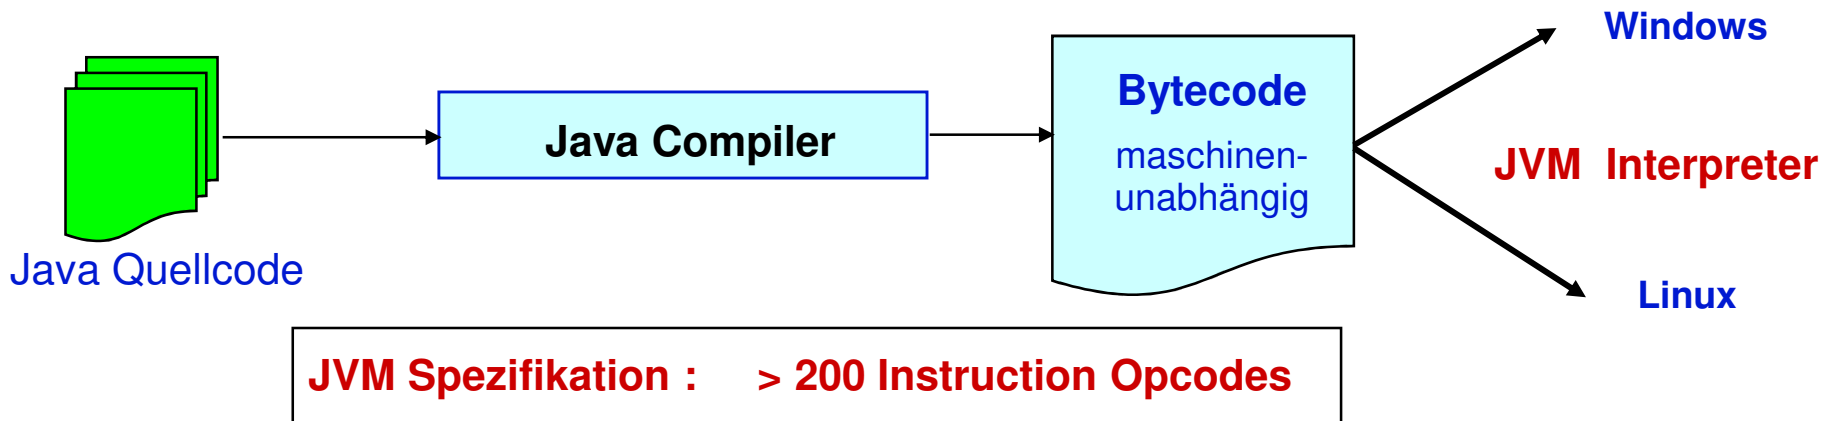 Windows
Bytecode
Java Compiler
maschinen-
unabhängig
JVM Interpreter
Java Quellcode
Linux
JVM Spezifikation : > 200 Instruction Opcodes